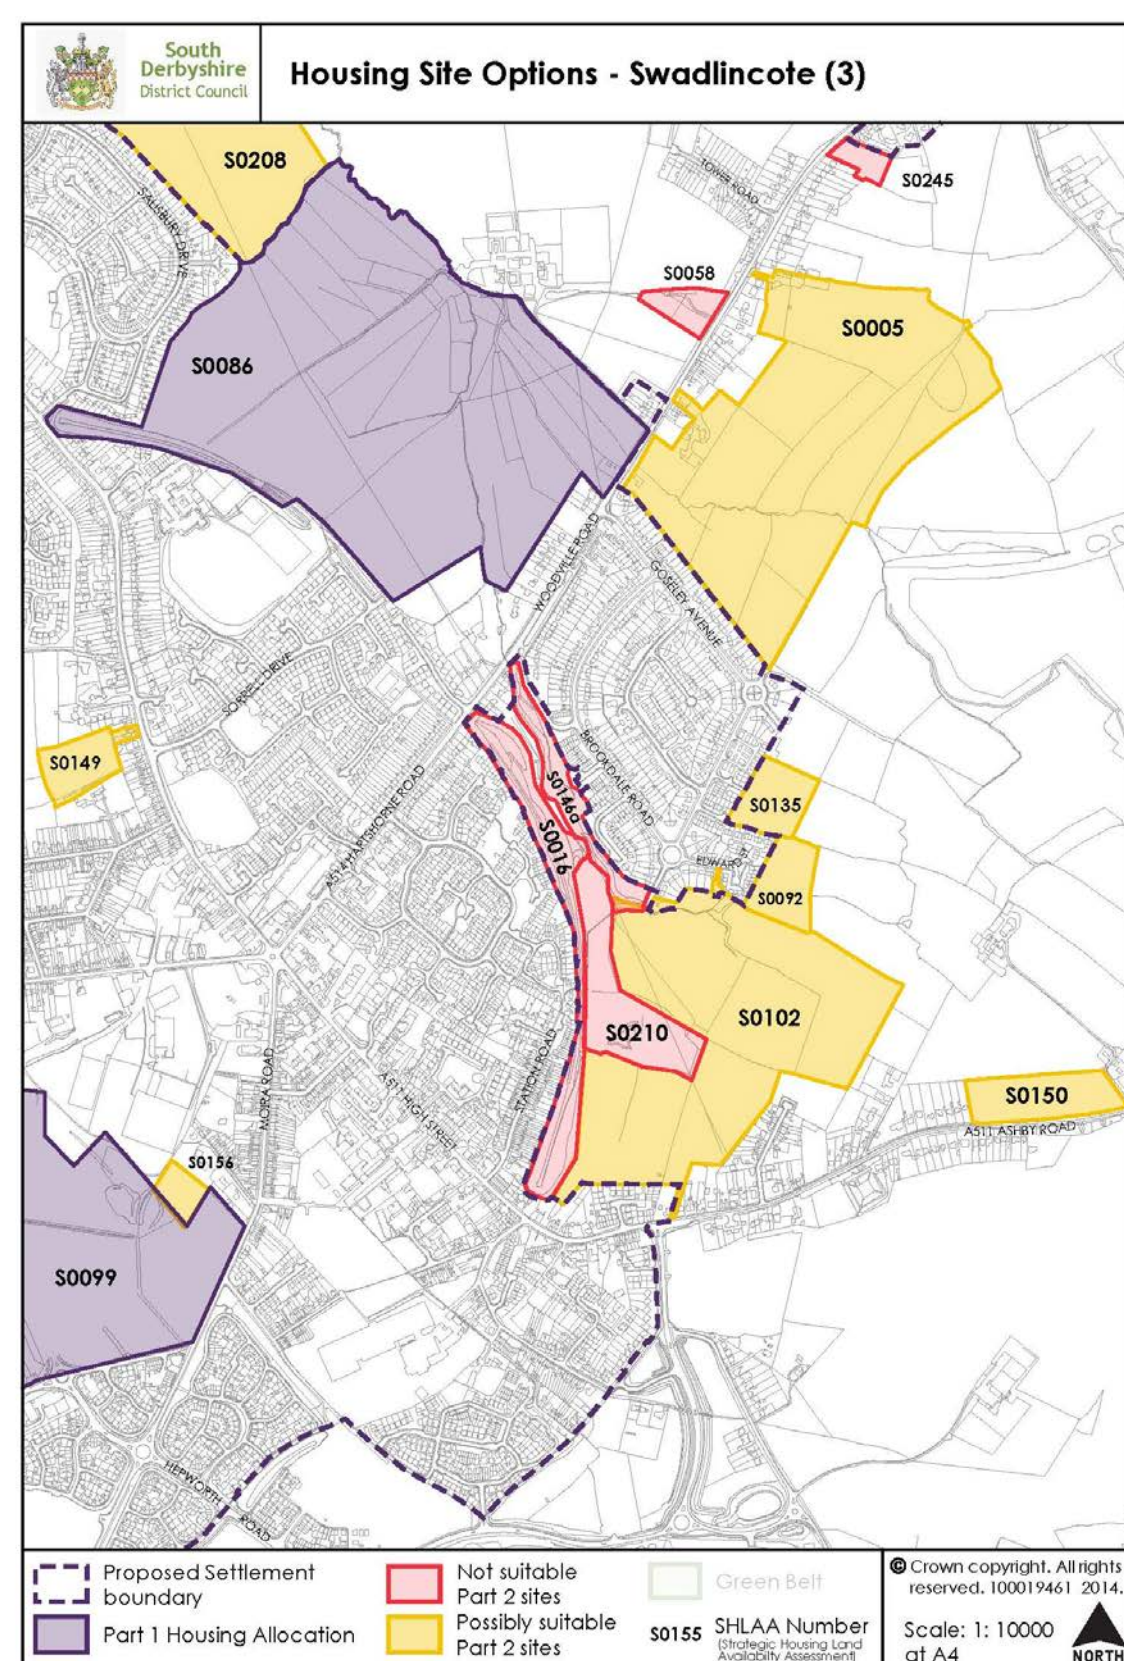 South
Derbyshire
District Council
Housing Site Options - Swadlincote (3)
S0208
TOWER ROAD
S0245
SALISBURY DRIVE
S0058
S0005
S0086
WOODVILLE ROAD
GOSELEY AVENUE
SORRELL DRIVE
S0149
BROOKDALE ROAD
S0146a
S0135
A514 HARTSHORNE ROAD
S0016
EDWARD ST
S0092
S0102
S0210
STATION ROAD
MOIRA ROAD
A511 HIGH STREET
S0150
A511 ASHBY ROAD
S0156
S0099
HEPWORTH ROAD
Proposed Settlement
boundary
Part 1 Housing Allocation
Not suitable
Part 2 sites
Possibly suitable
Part 2 sites
Green Belt
S0155 SHLAA Number
(Strategic Housing Land
Availabilty Assessment)
© Crown copyright. All rights
reserved. 100019461 2014.
Scale: 1: 10000
at A4
NORTH